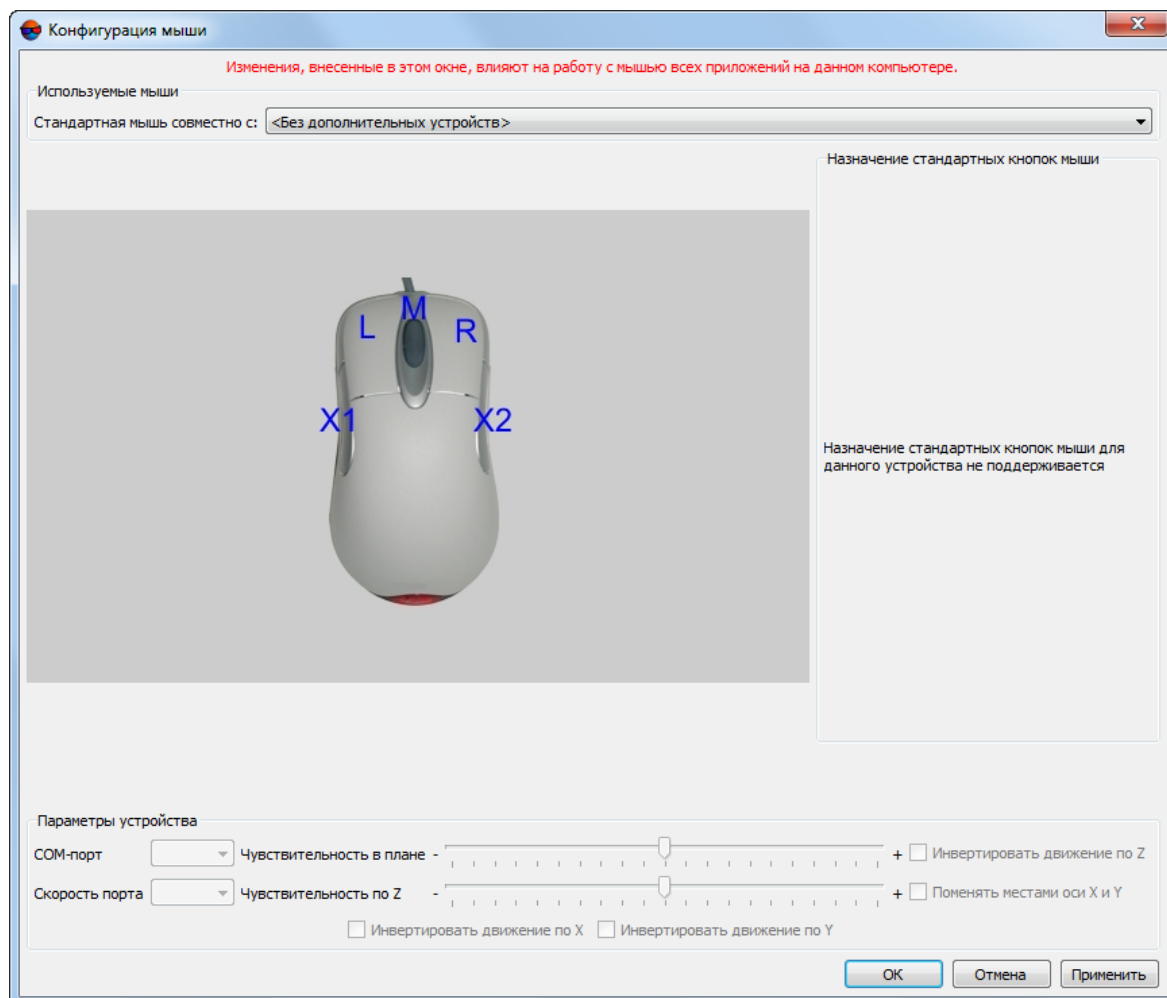 Конфигурация мыши
Изменения, внесенные в этом окне, влияют на работу с мышью всех приложений на данном компьютере.
Используемые мыши
Стандартная мышь совместно с: <Без дополнительных устройств>
Назначение стандартных кнопок мыши
M
L R
X1 X2
Назначение стандартных кнопок мыши для
данного устройства не поддерживается
Параметры устройства
COM-порт Чувствительность в плане - + Инвертировать движение по Z
Скорость порта Чувствительность по Z - + Поменять местами оси X и Y
Инвертировать движение по X Инвертировать движение по Y
OK Отмена Применить